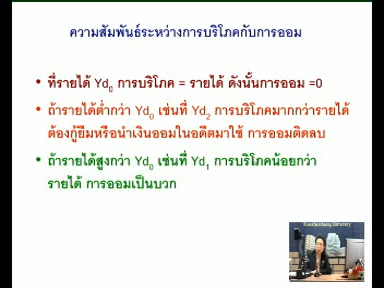 ความสัมพันธ์ระหว่างการบริโภคกับการออม
• ที่รายได้ Yd₀ การบริโภค = รายได้ ดังนั้นการออม =0
• ถ้ารายได้ต่ำกว่า Yd₀ เช่นที่ Yd₂ การบริโภคมากกว่ารายได้
ต้องกู้ยืมหรือนำเงินออมในอดีตมาใช้ การออมติดลบ
• ถ้ารายได้สูงกว่า Yd₀ เช่นที่ Yd₁ การบริโภคน้อยกว่า
รายได้ การออมเป็นบวก